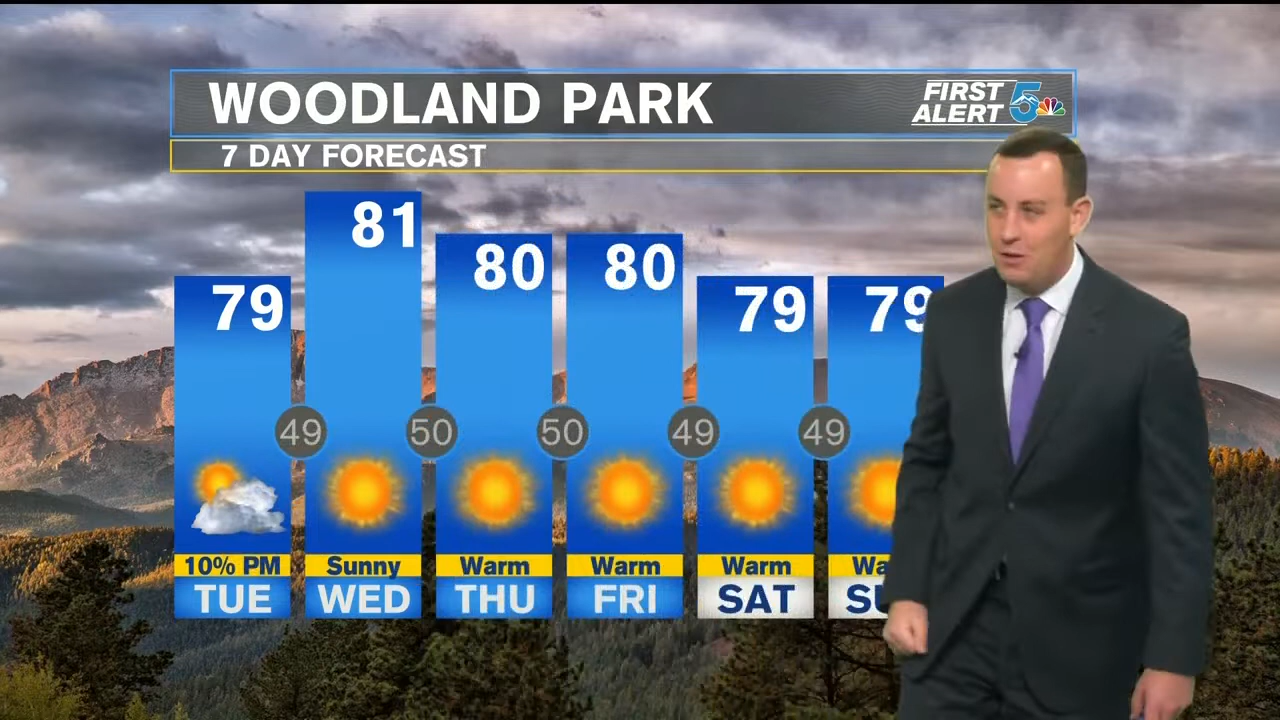 WOODLAND PARK
FIRST
ALERT 5
7 DAY FORECAST
79
81
80
80
79
79
49
50
50
49
49
10% PM
Sunny
Warm
Warm
Warm
TUE
WED
THU
FRI
SAT